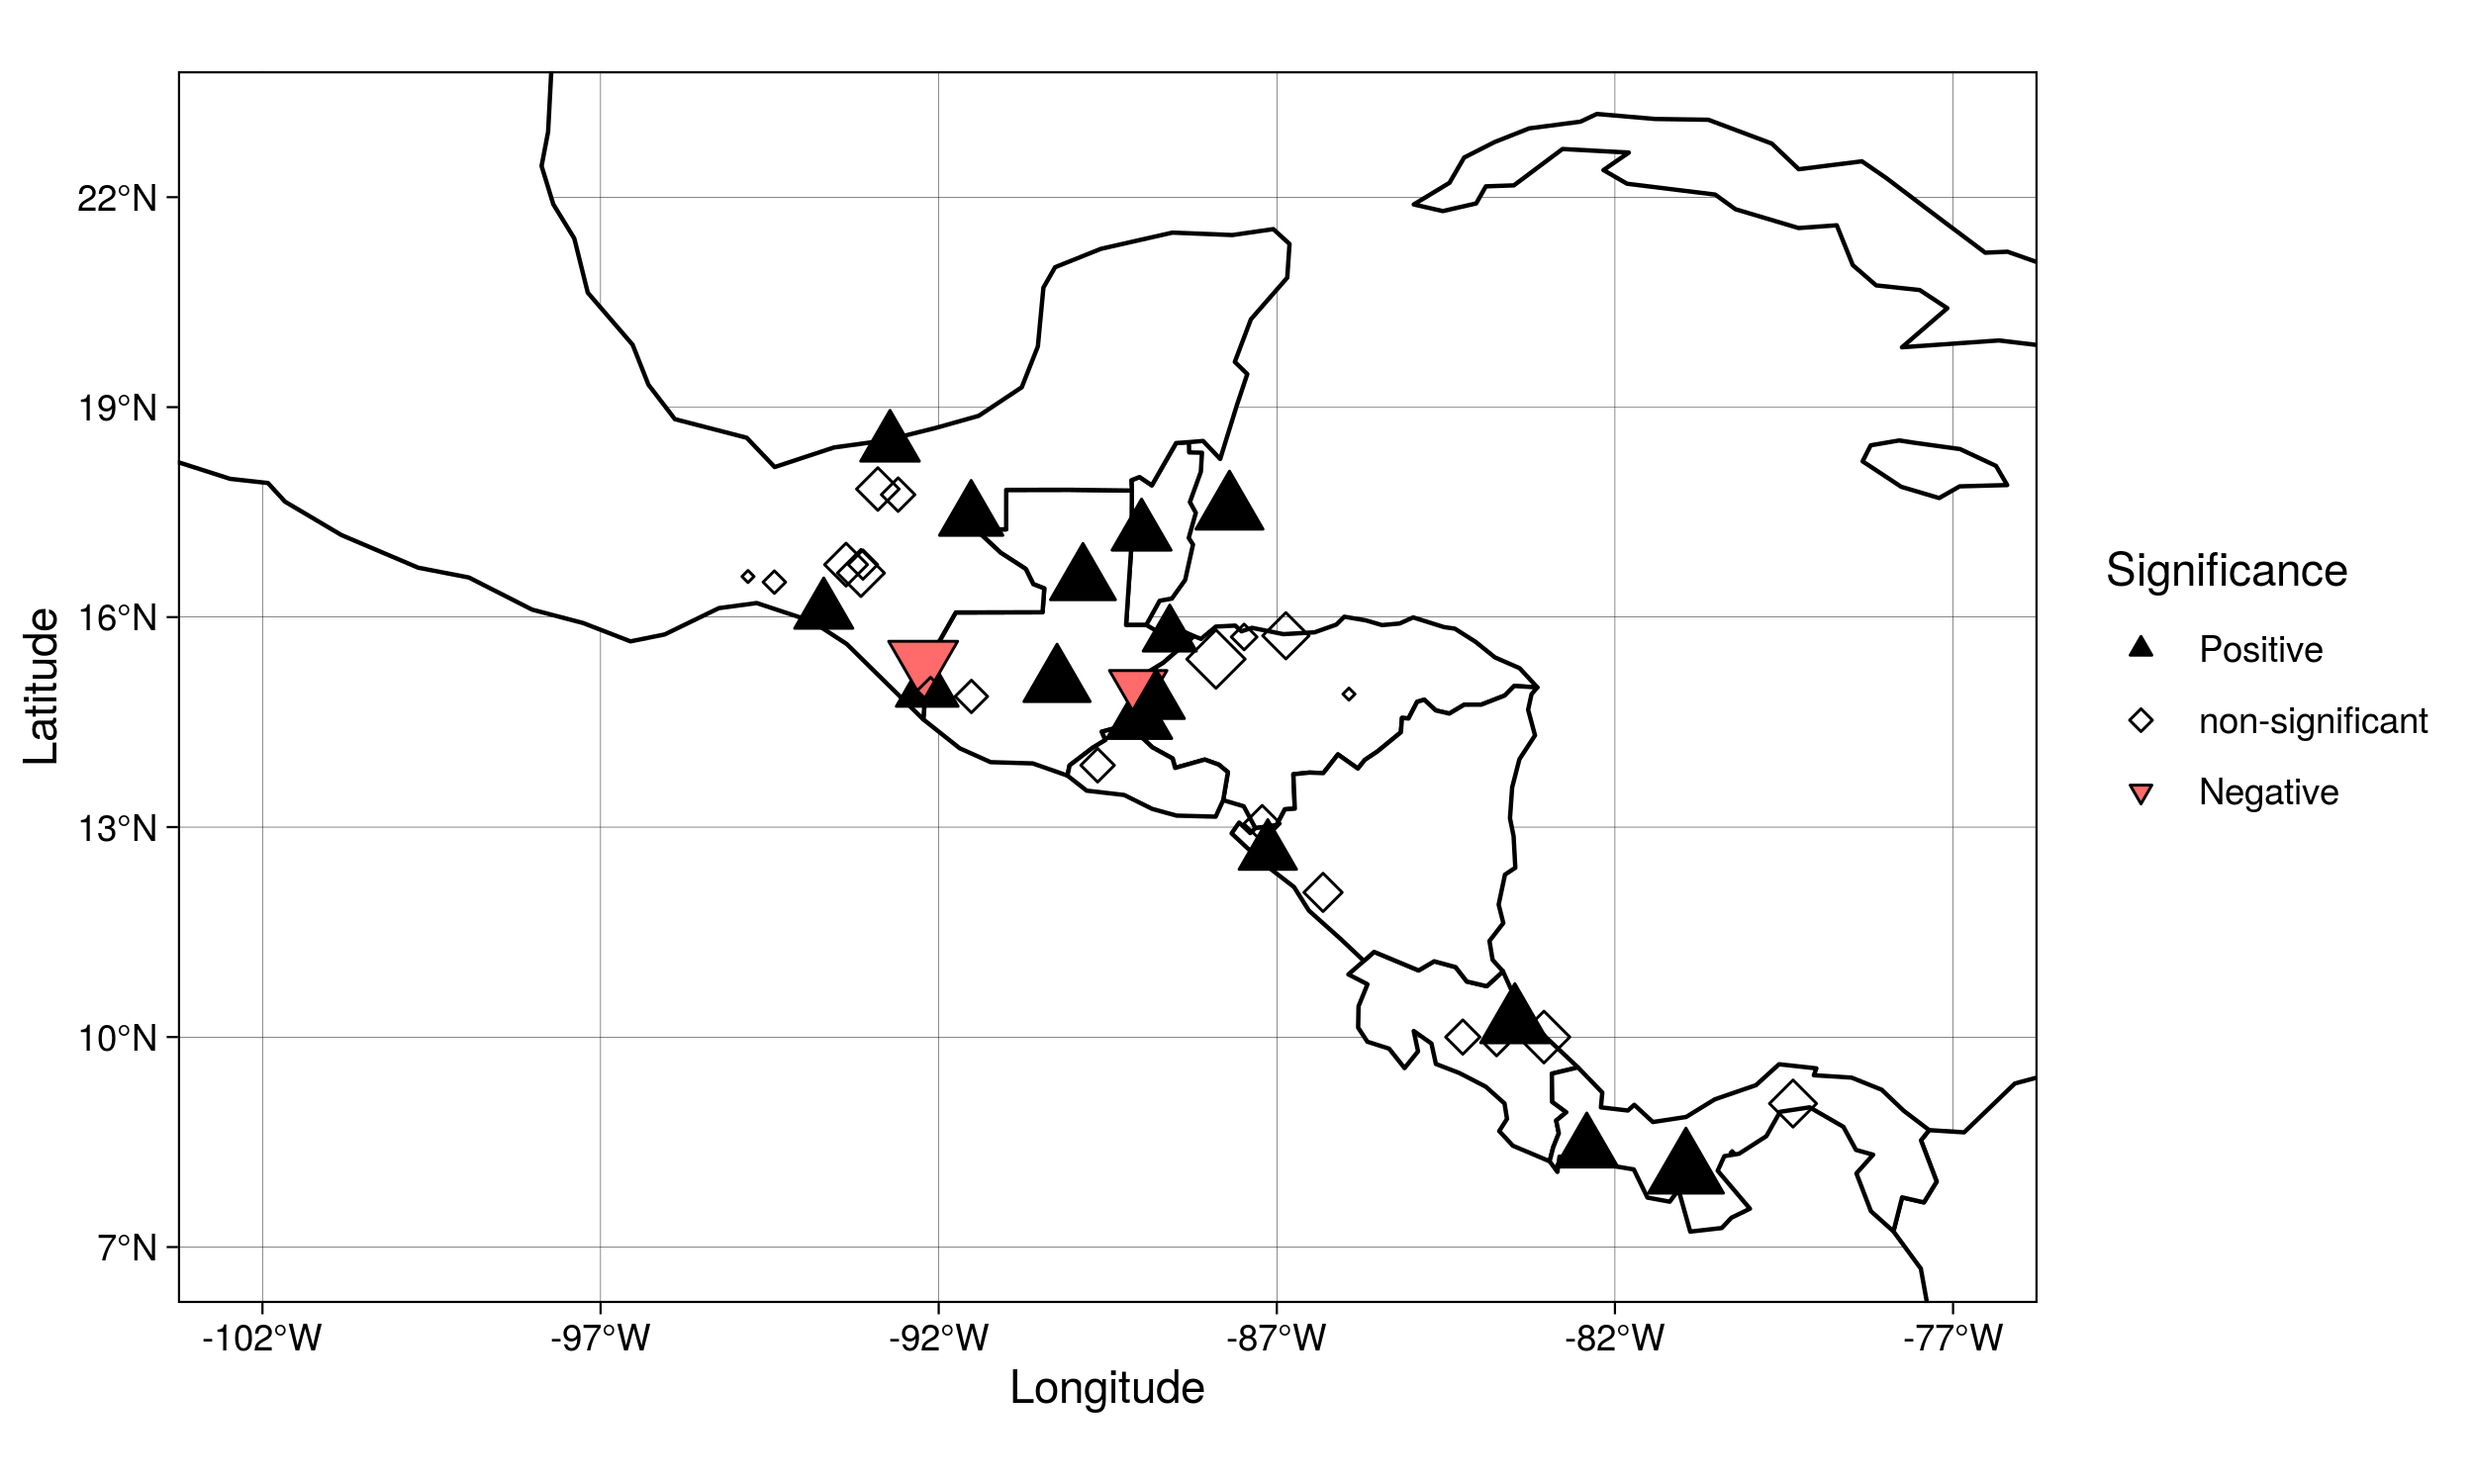 22°N
19°N
16°N
13°N
10°N
7°N
Latitude
-102°W
-97°W
-92°W
-87°W
-82°W
-77°W
Longitude
Significance
Positive
non-significant
Negative